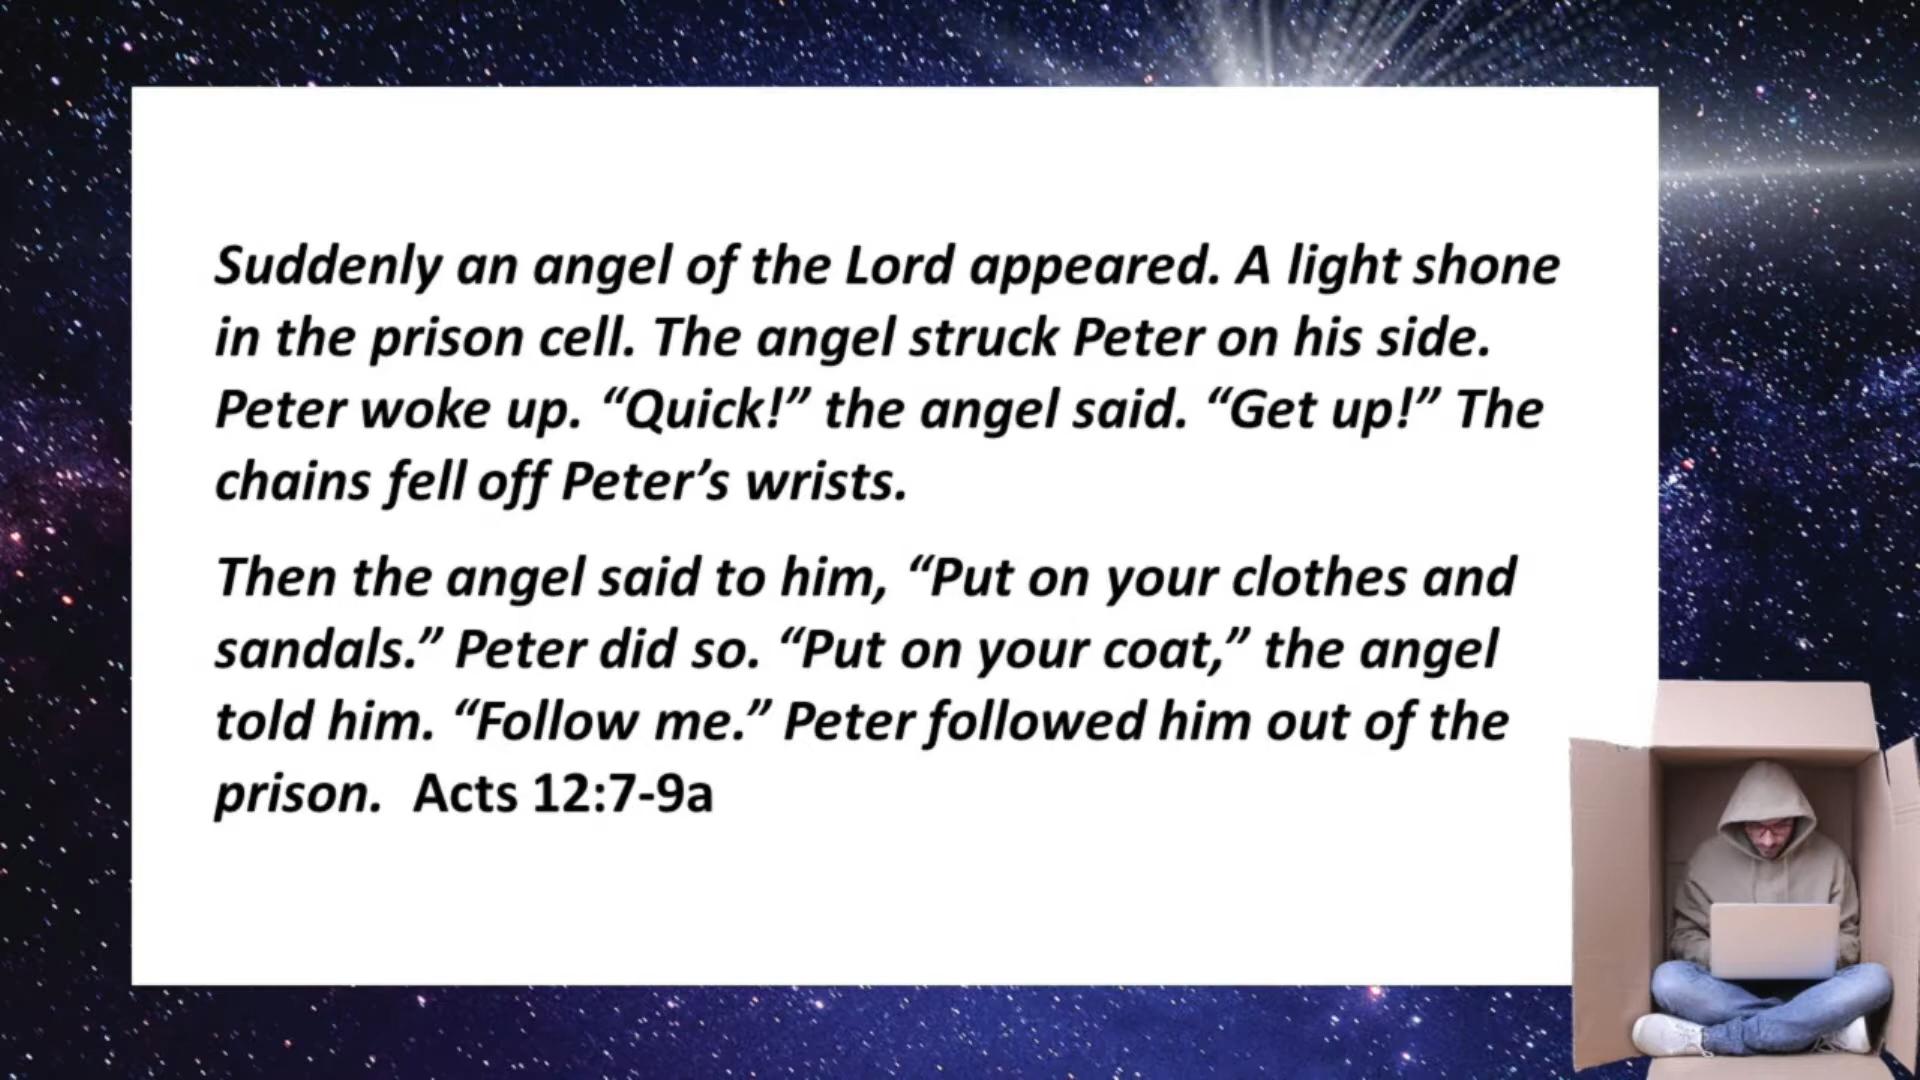 Suddenly an angel of the Lord appeared. A light shone
in the prison cell. The angel struck Peter on his side.
Peter woke up. “Quick!” the angel said. “Get up!” The
chains fell off Peter’s wrists.
Then the angel said to him, “Put on your clothes and
sandals.” Peter did so. “Put on your coat,” the angel
told him. “Follow me.” Peter followed him out of the
prison.  Acts 12:7-9a